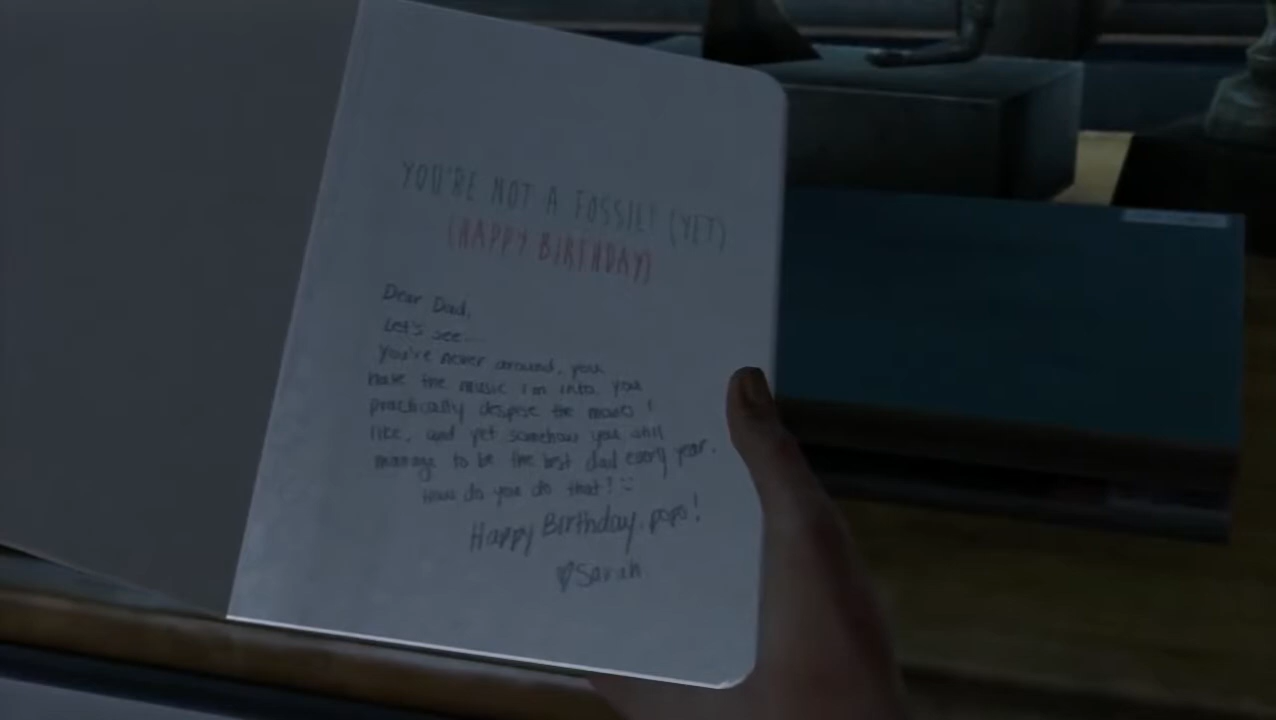 YOU'RE NOT A FOSSIL! (YET)
(HAPPY BIRTHDAY)
Dear Dad,
Let's see...
You're never around, you
hate the music I'm into, you
practically despise the movies I
like, and yet somehow you still
manage to be the best dad every year.
How do you do that? :)
Happy Birthday, pops!
♥Sarah